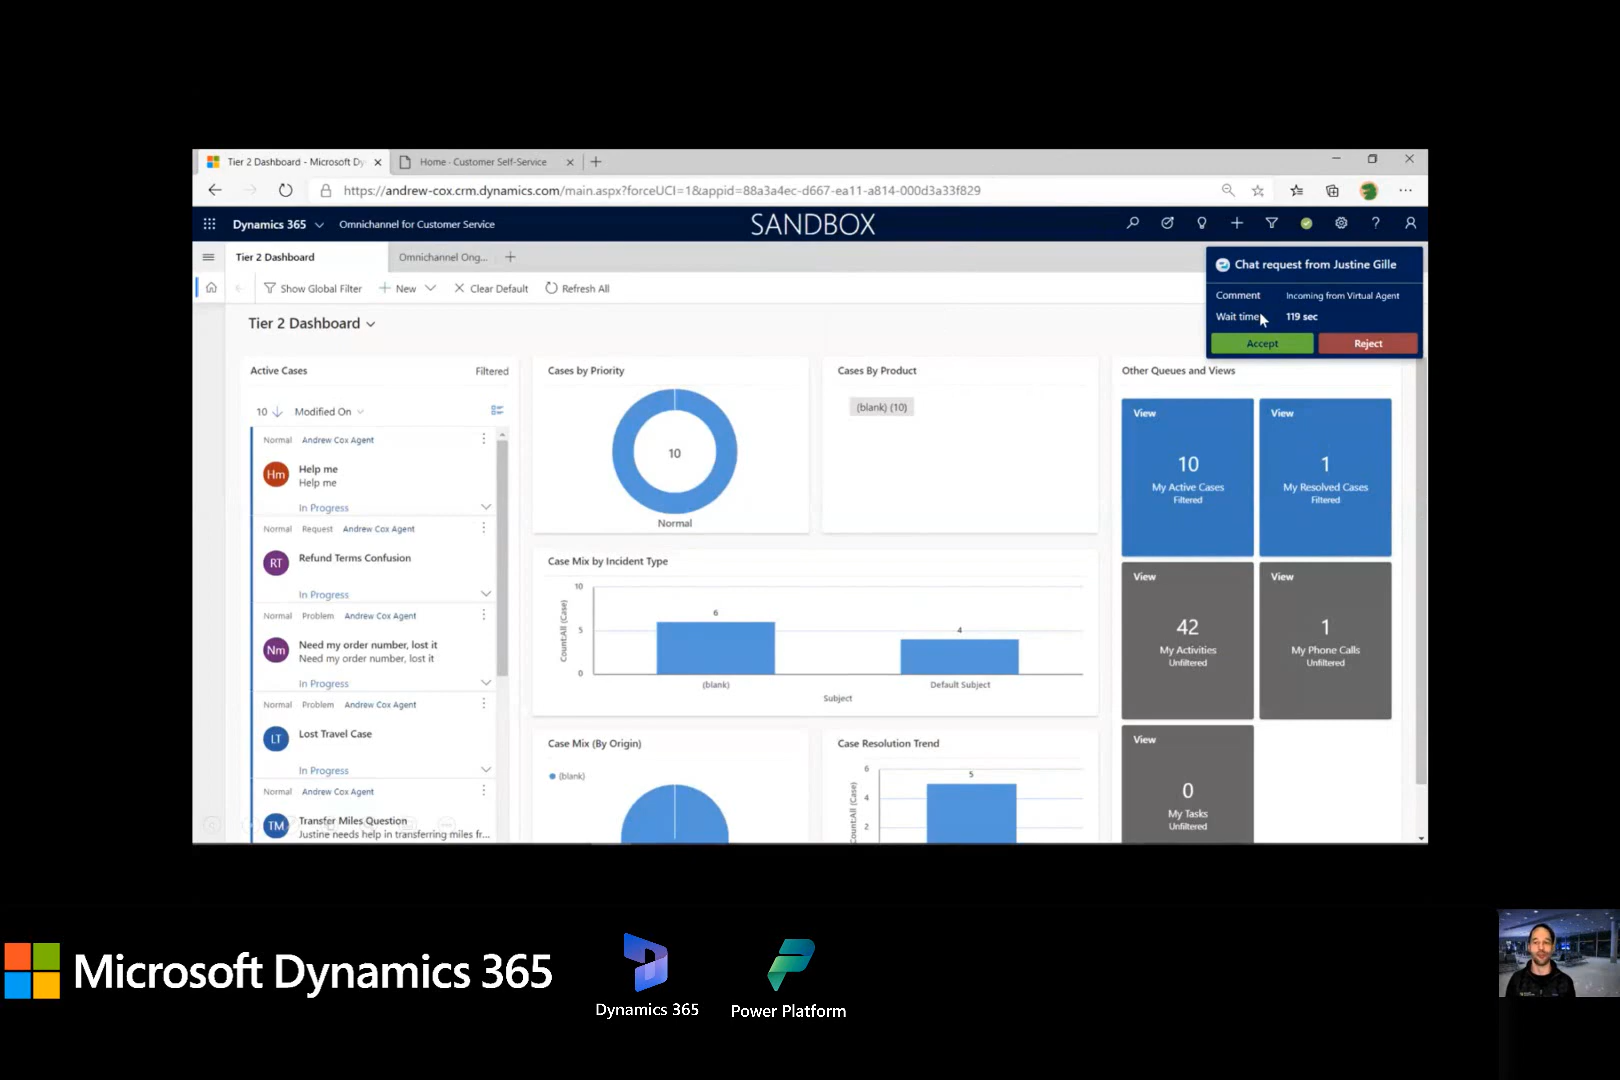 Tier 2 Dashboard - Microsoft Dy
Home - Customer Self-Service
https://andrew-cox.crm.dynamics.com/main.aspx?forceUCI=1&appid=88a3a4ec-d667-ea11-a814-000d3a33f829
Dynamics 365
Omnichannel for Customer Service
SANDBOX
Tier 2 Dashboard
Omnichannel Ong...
Show Global Filter
New
Clear Default
Refresh All
Chat request from Justine Gille
Comment
Incoming from Virtual Agent
Wait time
119 sec
Accept
Reject
Tier 2 Dashboard
Active Cases
Filtered
10
Modified On
Normal Andrew Cox Agent
Hm
Help me
Help me
In Progress
Normal Request Andrew Cox Agent
RT
Refund Terms Confusion
In Progress
Normal Problem Andrew Cox Agent
Nm
Need my order number, lost it
Need my order number, lost it
In Progress
Normal Problem Andrew Cox Agent
LT
Lost Travel Case
In Progress
Normal Andrew Cox Agent
TM
Transfer Miles Question
Justine needs help in transferring miles fr...
Cases by Priority
10
Normal
Cases By Product
(blank) (10)
Case Mix by Incident Type
10
5
0
Count:All (Case)
6
4
(blank)
Default Subject
Subject
Case Mix (By Origin)
(blank)
Case Resolution Trend
6
4
2
Count:All (Case)
5
Other Queues and Views
View
10
My Active Cases
Filtered
View
1
My Resolved Cases
Filtered
View
42
My Activities
Unfiltered
View
1
My Phone Calls
Unfiltered
View
0
My Tasks
Unfiltered
Microsoft Dynamics 365
Dynamics 365
Power Platform